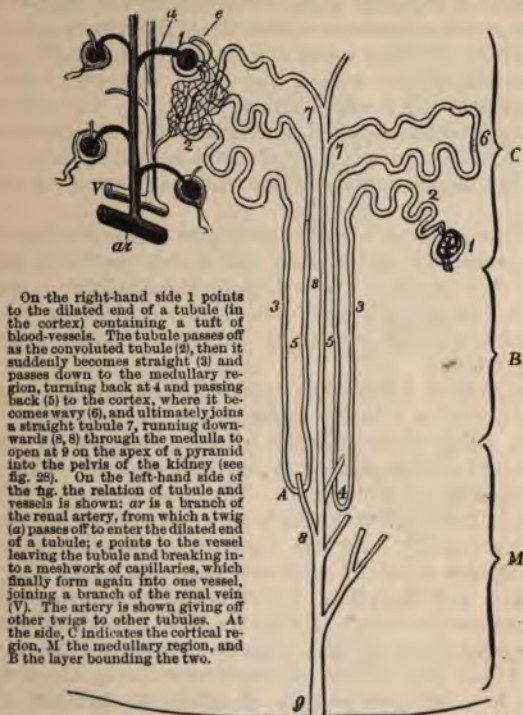 a
1
e
7
7
6
C
2
2
1
V
ar
3
8
3
5
5
B
On the right-hand side 1 points
to the dilated end of a tubule (in
the cortex) containing a tuft of
blood-vessels. The tubule passes off
as the convoluted tubule (2), then it
suddenly becomes straight (3) and
passes down to the medullary re-
gion, turning back at 4 and passing
back (5) to the cortex, where it be-
comes wavy (6), and ultimately joins
a straight tubule 7, running down-
wards (8, 8) through the medulla to
open at 9 on the apex of a pyramid
into the pelvis of the kidney (see
fig. 28). On the left-hand side of
the fig. the relation of tubule and
vessels is shown: ar is a branch of
the renal artery, from which a twig
(a) passes off to enter the dilated end
of a tubule; e points to the vessel
leaving the tubule and breaking in-
to a meshwork of capillaries, which
finally form again into one vessel,
joining a branch of the renal vein
(V). The artery is shown giving off
other twigs to other tubules. At
the side, C indicates the cortical re-
gion, M the medullary region, and
B the layer bounding the two.
A
4
8
M
9